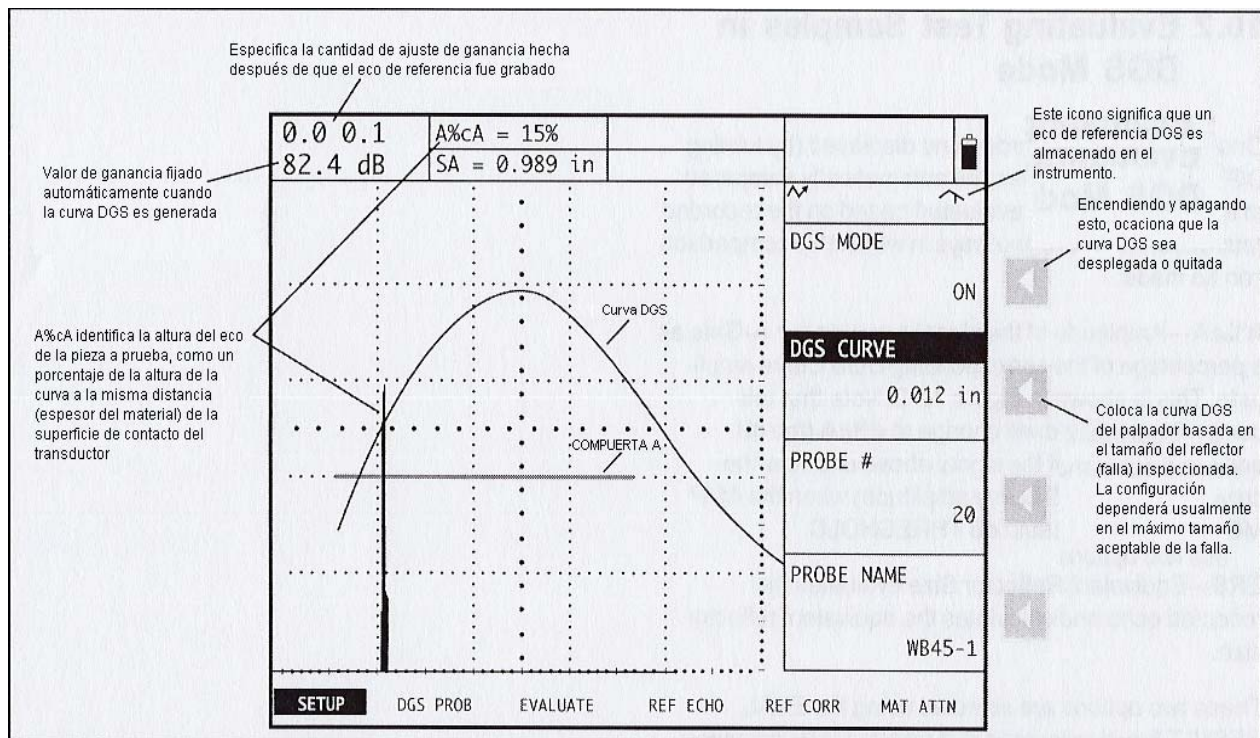 Especifica la cantidad de ajuste de ganancia hecha
después de que el eco de referencia fue grabado
Valor de ganancia fijado
automáticamente cuando
la curva DGS es generada
A%cA identifica la altura del eco
de la pieza a prueba, como un
porcentaje de la altura de la
curva a la misma distancia
(espesor del material) de la
superficie de contacto del
transductor
0.0 0.1
82.4 dB
A%cA = 15%
SA = 0.989 in
Curva DGS
COMPUERTA A
DGS MODE
ON
DGS CURVE
0.012 in
PROBE #
20
PROBE NAME
WB45-1
SETUP DGS PROB EVALUATE REF ECHO REF CORR MAT ATTN
Este icono significa que un
eco de referencia DGS es
almacenado en el
instrumento.
Encendiendo y apagando
esto, ocaciona que la
curva DGS sea
desplegada o quitada
Coloca la curva DGS
del palpador basada en
el tamaño del reflector
(falla) inspeccionada.
La configuración
dependerá usualmente
en el máximo tamaño
aceptable de la falla.